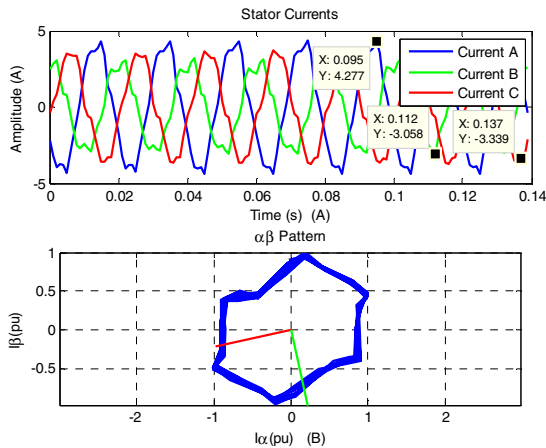 Stator Currents
5
0
-5
Amplitude (A)
X: 0.095
Y: 4.277
X: 0.112
Y: -3.058
X: 0.137
Y: -3.339
Current A
Current B
Current C
0 0.02 0.04 0.06 0.08 0.1 0.12 0.14
Time (s) (A)
αβ Pattern
1
0.5
0
-0.5
Iβ(pu)
-2 -1 0 1 2
Iα(pu) (B)